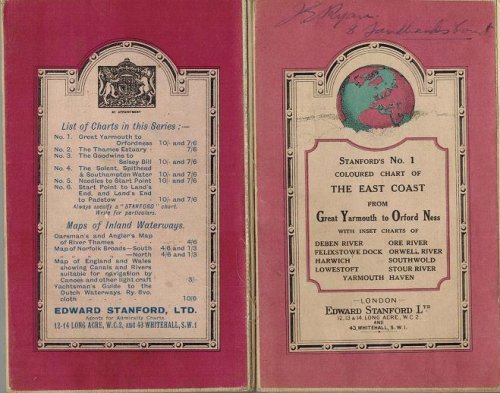 BY APPOINTMENT
List of Charts in this Series :—
No. 1. Great Yarmouth to
Orfordness 10/- and 7/6
No. 2. The Thames Estuary 7/6
No. 3. The Goodwins to
Selsey Bill 10/- and 7/6
No. 4. The Solent, Spithead
& Southampton Water 10/- and 7/6
No. 5. Needles to Start Point 10/- and 7/6
No. 6. Start Point to Land's
End, and Land's End
to Padstow 10/- and 7/6
Always specify a "STANFORD" chart.
Write for particulars.
Maps of Inland Waterways.
Oarsman's and Angler's Map
of River Thames 4/6
Map of Norfolk Broads—South 4/6 and 1/3
—North 4/6 and 1/3
Map of England and Wales
showing Canals and Rivers
suitable for navigation by
Canoes and other light craft
Yachtsman's Guide to the
Dutch Waterways. Ry. 8vo.
cloth
EDWARD STANFORD, LTD.
Agents for Admiralty Charts
12-14 LONG ACRE, W.C.2, and 43 WHITEHALL, S.W.1
Ryan
STANFORD'S No. 1
COLOURED CHART OF
THE EAST COAST
FROM
Great Yarmouth to Orford Ness
WITH INSET CHARTS OF
DEBEN RIVER ORE RIVER
FELIXSTOWE DOCK ORWELL RIVER
HARWICH SOUTHWOLD
LOWESTOFT STOUR RIVER
YARMOUTH HAVEN
—LONDON—
EDWARD STANFORD LTD
12, 13 & 14, LONG ACRE, W.C.2
AND
43, WHITEHALL, S.W.1.